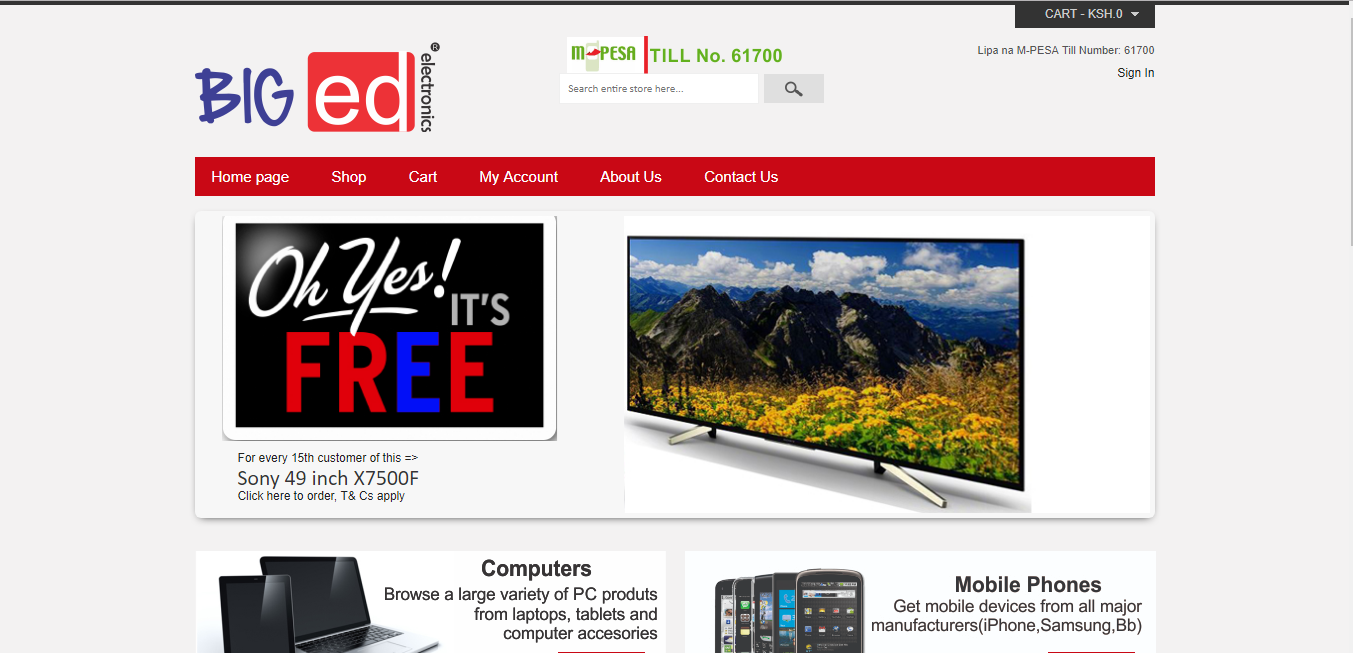 CART - KSH.0
Lipa na M-PESA Till Number: 61700
Sign In
BIG ed electronics ®
M-PESA TILL No. 61700
Search entire store here...
Home page Shop Cart My Account About Us Contact Us
Oh Yes!
IT'S
FREE
For every 15th customer of this =>
Sony 49 inch X7500F
Click here to order, T& Cs apply
Computers
Browse a large variety of PC produts
from laptops, tablets and
computer accesories
Mobile Phones
Get mobile devices from all major
manufacturers(iPhone,Samsung,Bb)